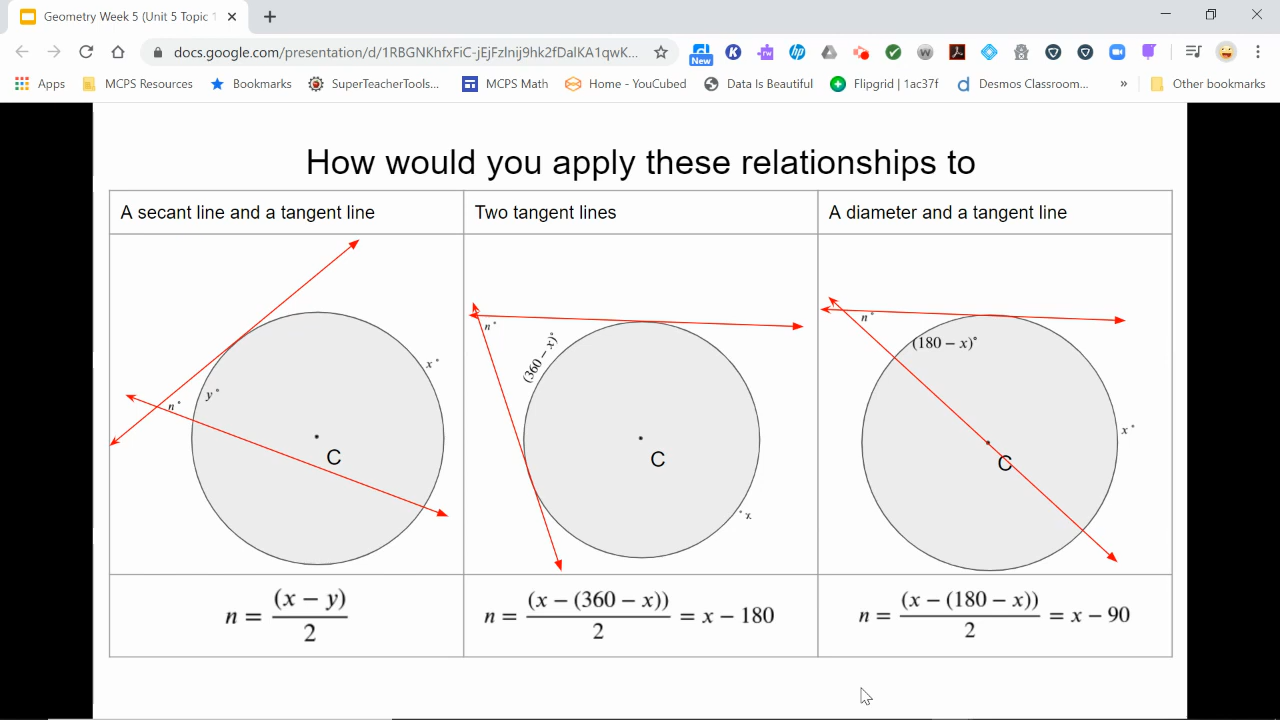 Geometry Week 5 (Unit 5 Topic 1
docs.google.com/presentation/d/1RBGNKhfxFiC-jEjFzInij9hk2fDalKA1qwK...
New
Apps MCPS Resources Bookmarks SuperTeacherTools... MCPS Math Home - YouCubed Data Is Beautiful Flipgrid | 1ac37f Desmos Classroom... » Other bookmarks
How would you apply these relationships to
A secant line and a tangent line
Two tangent lines
A diameter and a tangent line
x°
y°
n°
C
n°
(360 − x)°
C
°x
n°
(180 − x)°
x°
C
n = (x − y) / 2
n = (x − (360 − x)) / 2 = x − 180
n = (x − (180 − x)) / 2 = x − 90